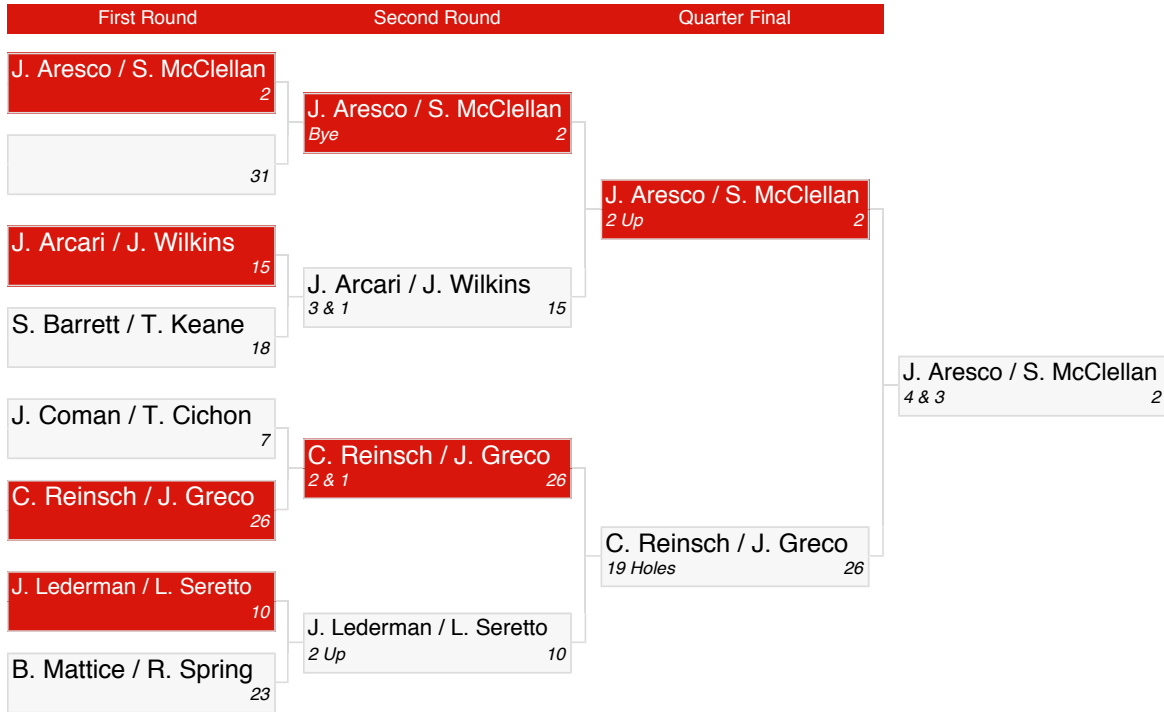 First Round
Second Round
Quarter Final
J. Aresco / S. McClellan
2
31
J. Arcari / J. Wilkins
15
S. Barrett / T. Keane
18
J. Coman / T. Cichon
7
C. Reinsch / J. Greco
26
J. Lederman / L. Seretto
10
B. Mattice / R. Spring
23
J. Aresco / S. McClellan
Bye 2
J. Arcari / J. Wilkins
3 & 1 15
C. Reinsch / J. Greco
2 & 1 26
J. Lederman / L. Seretto
2 Up 10
J. Aresco / S. McClellan
2 Up 2
C. Reinsch / J. Greco
19 Holes 26
J. Aresco / S. McClellan
4 & 3 2